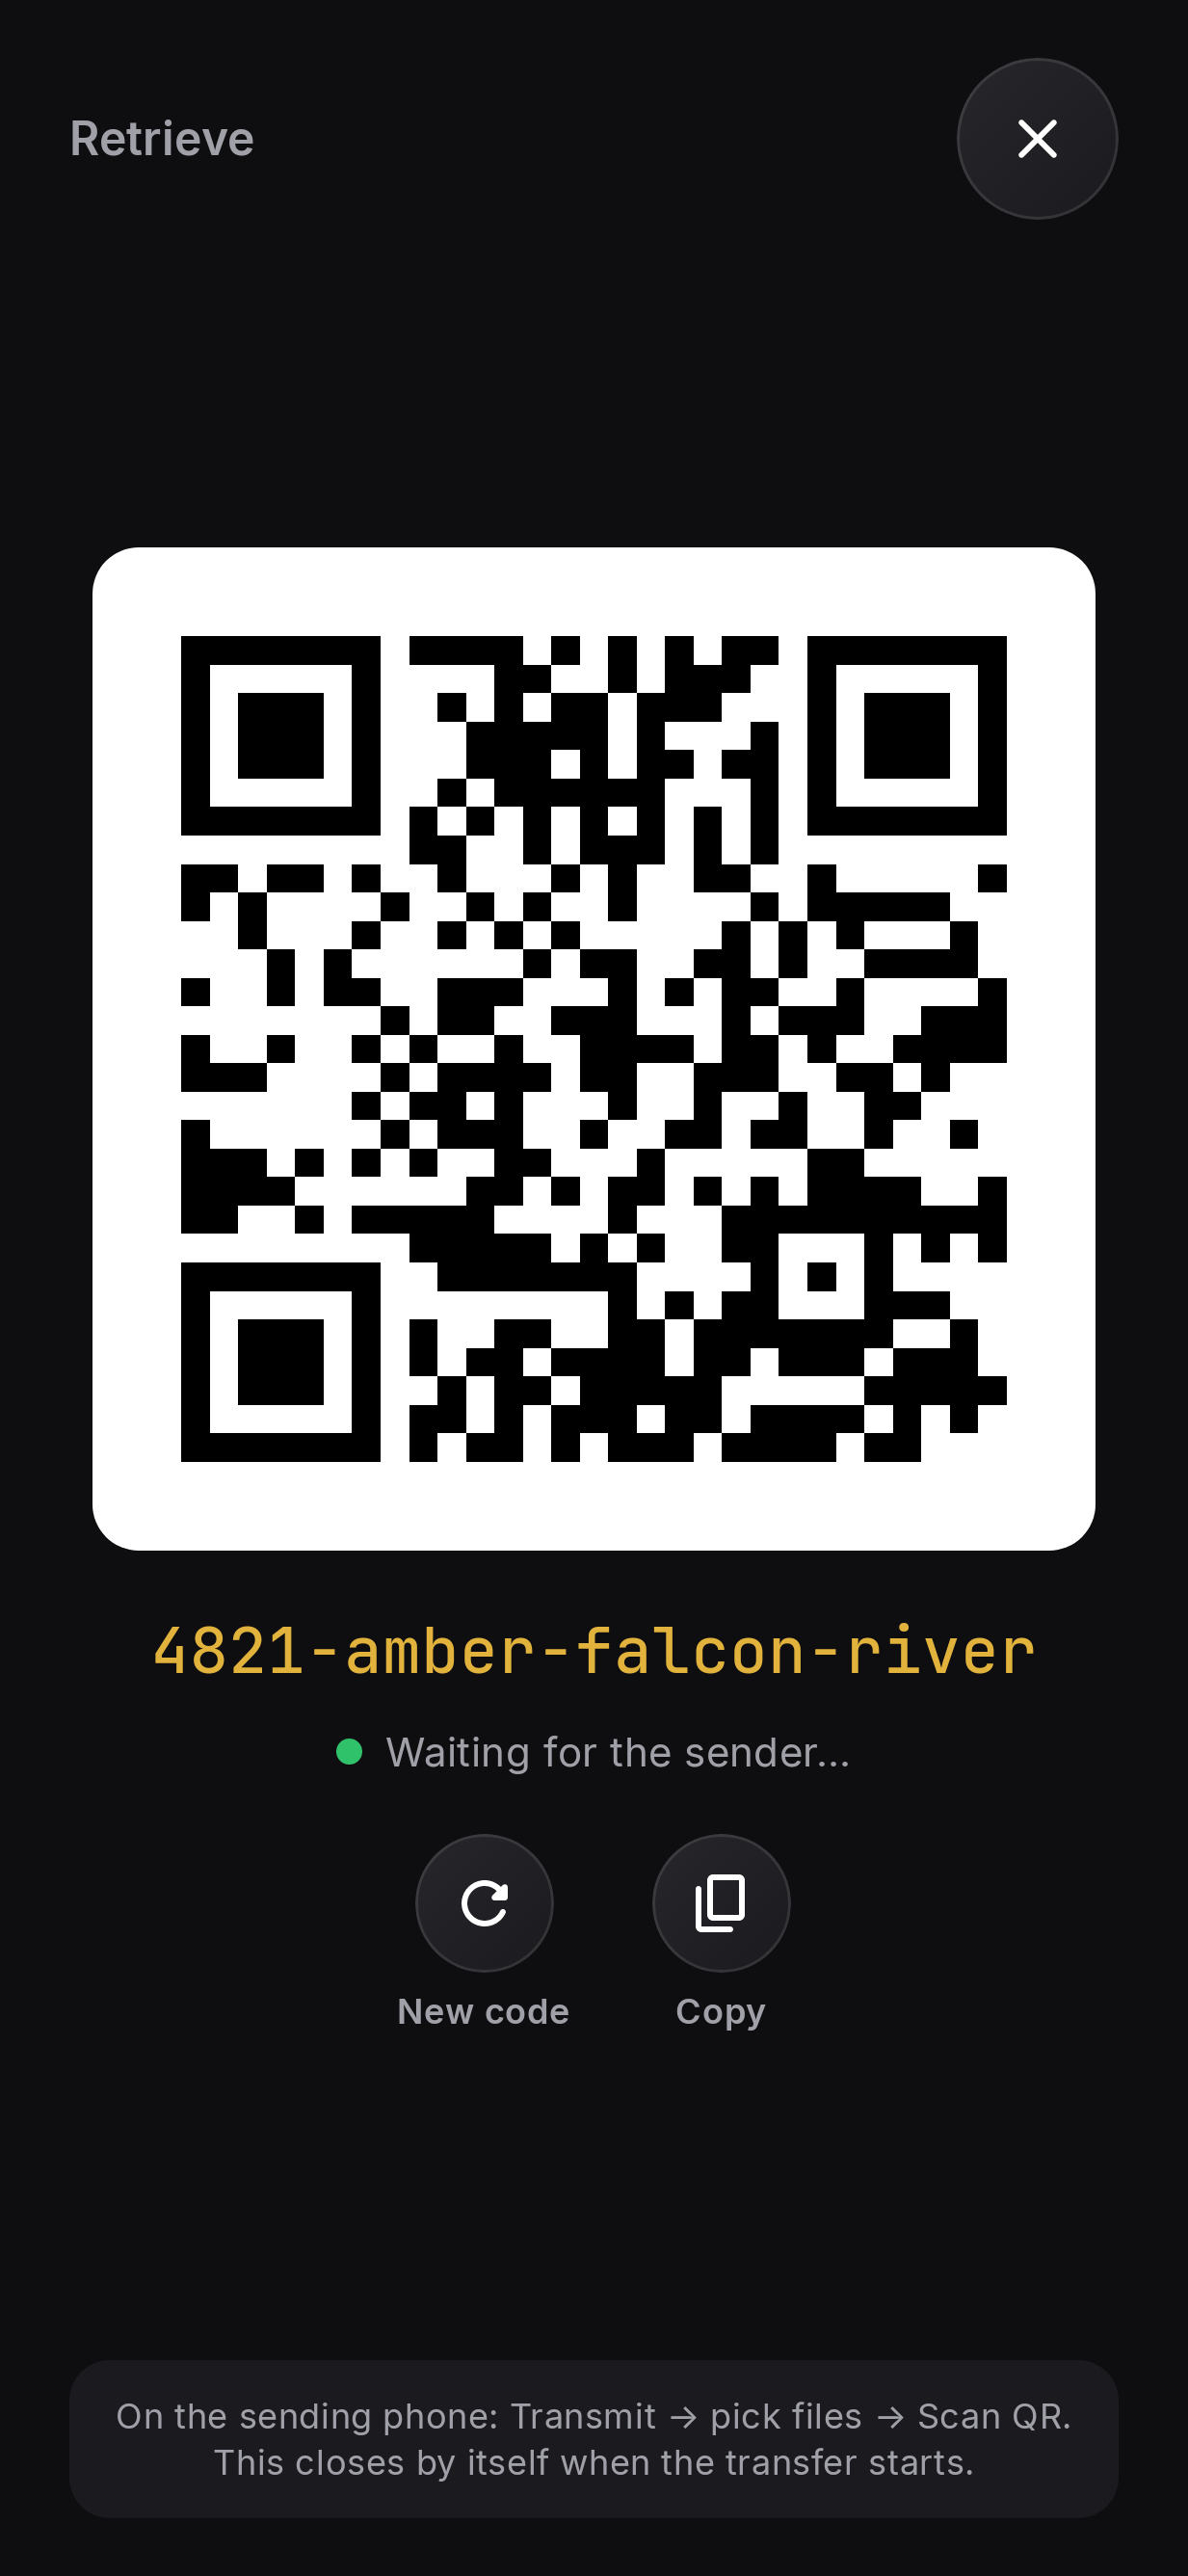 Retrieve
4821-amber-falcon-river
Waiting for the sender...
New code
Copy
On the sending phone: Transmit → pick files → Scan QR.
This closes by itself when the transfer starts.